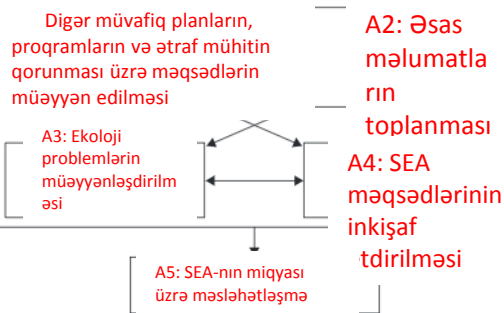 Digər müvafiq planların,
proqramların və ətraf mühitin
qorunması üzrə məqsədlərin
müəyyən edilməsi
A2: Əsas
məlumatla
rın
toplanması
A3: Ekoloji
problemlərin
müəyyənləşdirilm
əsi
A4: SEA
məqsədlərinin
inkişaf
tdirilməsi
A5: SEA-nın miqyası
üzrə məsləhətləşmə